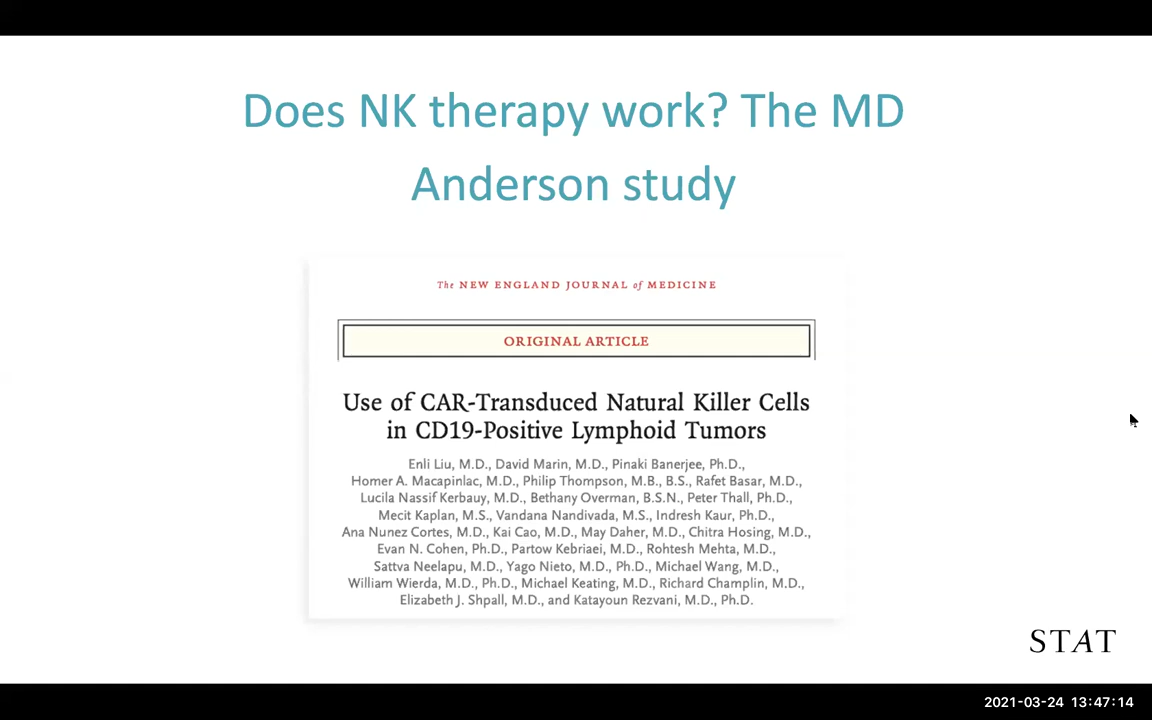 Does NK therapy work? The MD
Anderson study
The NEW ENGLAND JOURNAL of MEDICINE
ORIGINAL ARTICLE
Use of CAR-Transduced Natural Killer Cells
in CD19-Positive Lymphoid Tumors
Enli Liu, M.D., David Marin, M.D., Pinaki Banerjee, Ph.D.,
Homer A. Macapinlac, M.D., Philip Thompson, M.B., B.S., Rafet Basar, M.D.,
Lucila Nassif Kerbauy, M.D., Bethany Overman, B.S.N., Peter Thall, Ph.D.,
Mecit Kaplan, M.S., Vandana Nandivada, M.S., Indresh Kaur, Ph.D.,
Ana Nunez Cortes, M.D., Kai Cao, M.D., May Daher, M.D., Chitra Hosing, M.D.,
Evan N. Cohen, Ph.D., Partow Kebriaei, M.D., Rohtesh Mehta, M.D.,
Sattva Neelapu, M.D., Yago Nieto, M.D., Ph.D., Michael Wang, M.D.,
William Wierda, M.D., Ph.D., Michael Keating, M.D., Richard Champlin, M.D.,
Elizabeth J. Shpall, M.D., and Katayoun Rezvani, M.D., Ph.D.
STAT
2021-03-24 13:47:14